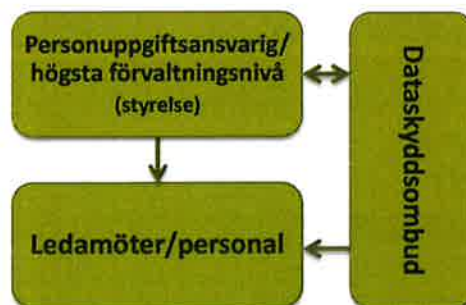 Personuppgiftsansvarig/
högsta förvaltningsnivå
(styrelse)
Dataskyddsombud
Ledamöter/personal